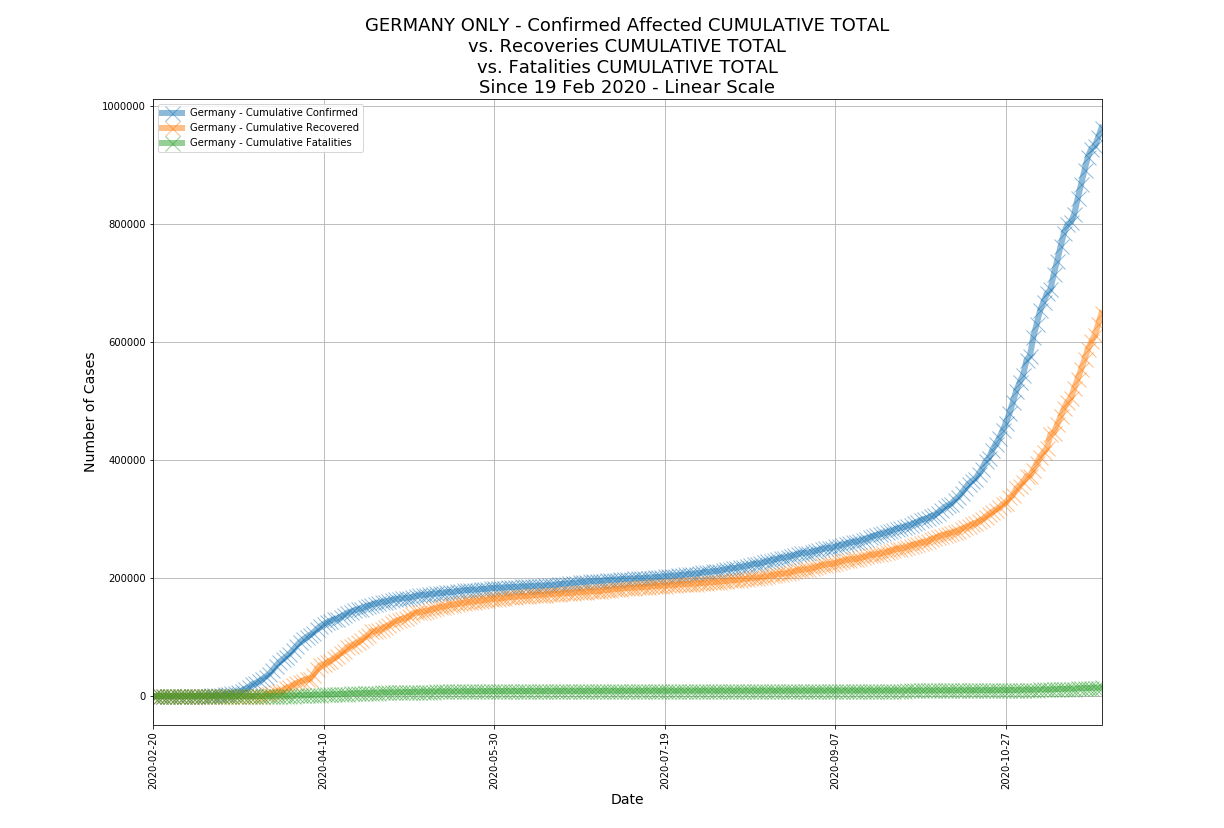 GERMANY ONLY - Confirmed Affected CUMULATIVE TOTAL
vs. Recoveries CUMULATIVE TOTAL
vs. Fatalities CUMULATIVE TOTAL
Since 19 Feb 2020 - Linear Scale
Germany - Cumulative Confirmed
Germany - Cumulative Recovered
Germany - Cumulative Fatalities
Number of Cases
1000000
800000
600000
400000
200000
0
2020-02-20
2020-04-10
2020-05-30
2020-07-19
2020-09-07
2020-10-27
Date